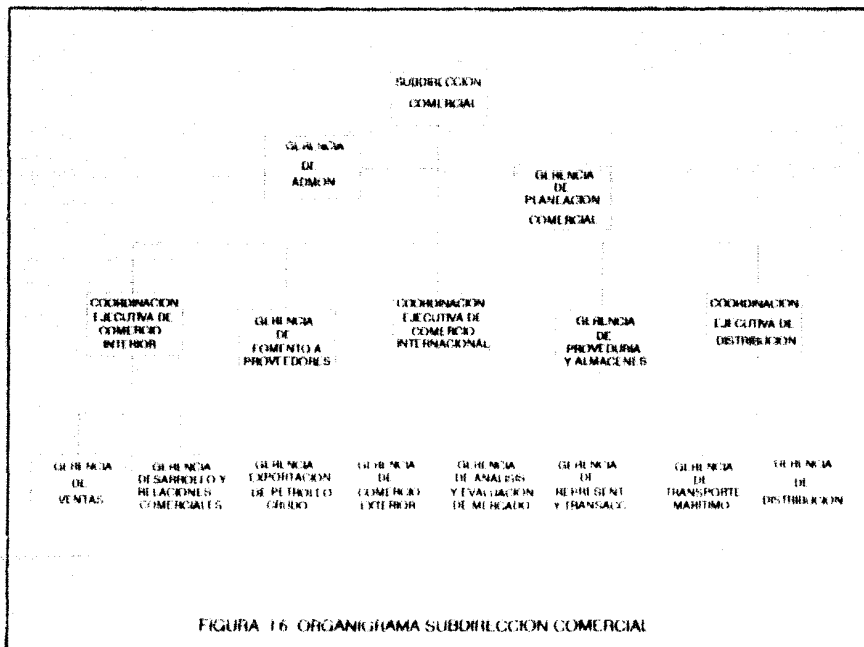 SUBDIRECCION
COMERCIAL
GERENCIA
DE
ADMON
GERENCIA
DE
PLANEACION
COMERCIAL
COORDINACION
EJECUTIVA DE
COMERCIO
INTERIOR
GERENCIA
DE
FOMENTO A
PROVEEDORES
COORDINACION
EJECUTIVA DE
COMERCIO
INTERNACIONAL
GERENCIA
DE
PROVEDURIA
Y ALMACENES
COORDINACION
EJECUTIVA DE
DISTRIBUCION
GERENCIA
DE
VENTAS
GERENCIA
DESARROLLO Y
RELACIONES
COMERCIALES
GERENCIA
EXPORTACION
DE PETROLEO
CRUDO
GERENCIA
DE
COMERCIO
EXTERIOR
GERENCIA
DE ANALISIS
Y EVALUACION
DE MERCADO
GERENCIA
DE
REPRESENT
Y TRANSACC.
GERENCIA
DE
TRANSPORTE
MARITIMO
GERENCIA
DE
DISTRIBUCION
FIGURA 1.6 ORGANIGRAMA SUBDIRECCION COMERCIAL